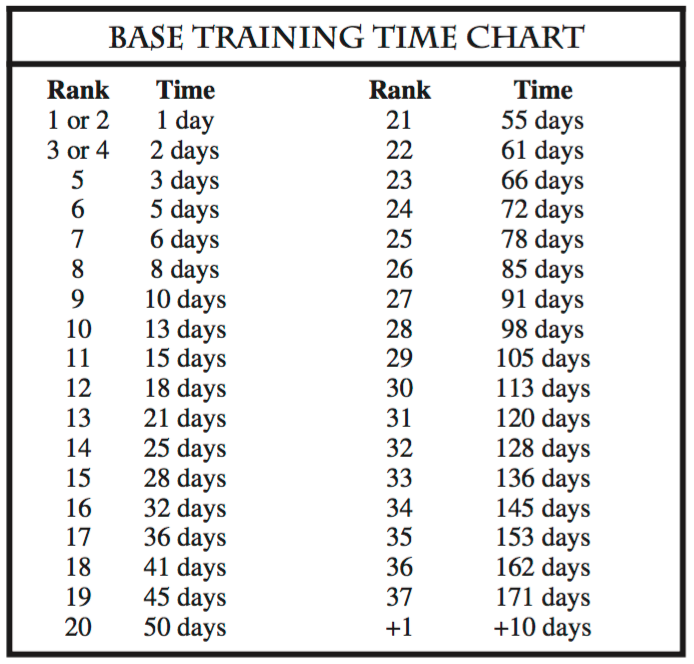 BASE TRAINING TIME CHART
Rank Time Rank Time
1 or 2 1 day 21 55 days
3 or 4 2 days 22 61 days
5 3 days 23 66 days
6 5 days 24 72 days
7 6 days 25 78 days
8 8 days 26 85 days
9 10 days 27 91 days
10 13 days 28 98 days
11 15 days 29 105 days
12 18 days 30 113 days
13 21 days 31 120 days
14 25 days 32 128 days
15 28 days 33 136 days
16 32 days 34 145 days
17 36 days 35 153 days
18 41 days 36 162 days
19 45 days 37 171 days
20 50 days +1 +10 days